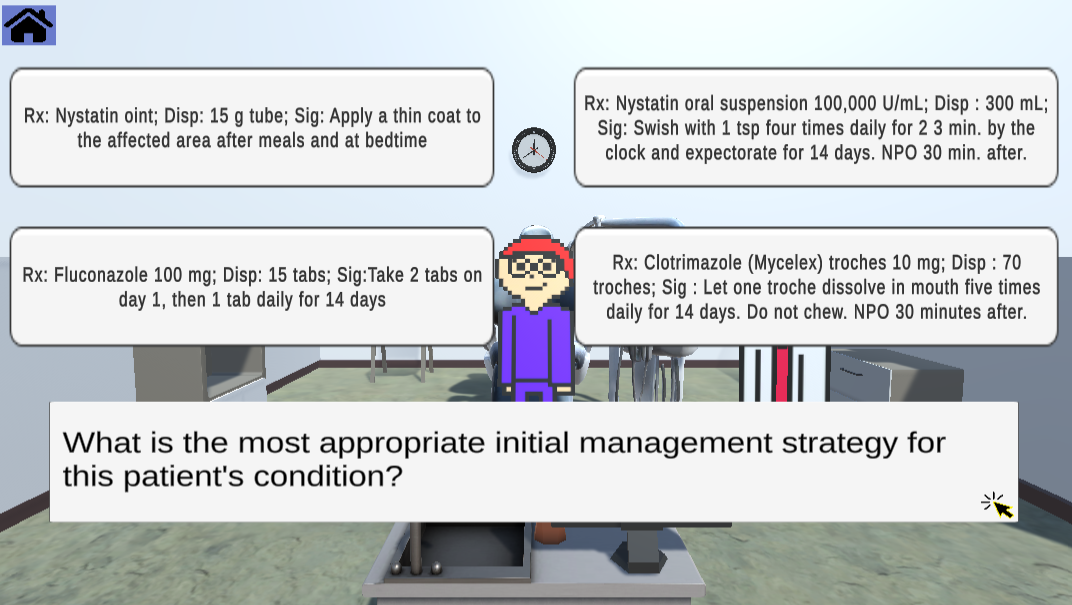 Rx: Nystatin oint; Disp: 15 g tube; Sig: Apply a thin coat to
the affected area after meals and at bedtime
Rx: Nystatin oral suspension 100,000 U/mL; Disp : 300 mL;
Sig: Swish with 1 tsp four times daily for 2 3 min. by the
clock and expectorate for 14 days. NPO 30 min. after.
Rx: Fluconazole 100 mg; Disp: 15 tabs; Sig:Take 2 tabs on
day 1, then 1 tab daily for 14 days
Rx: Clotrimazole (Mycelex) troches 10 mg; Disp : 70
troches; Sig : Let one troche dissolve in mouth five times
daily for 14 days. Do not chew. NPO 30 minutes after.
What is the most appropriate initial management strategy for
this patient's condition?